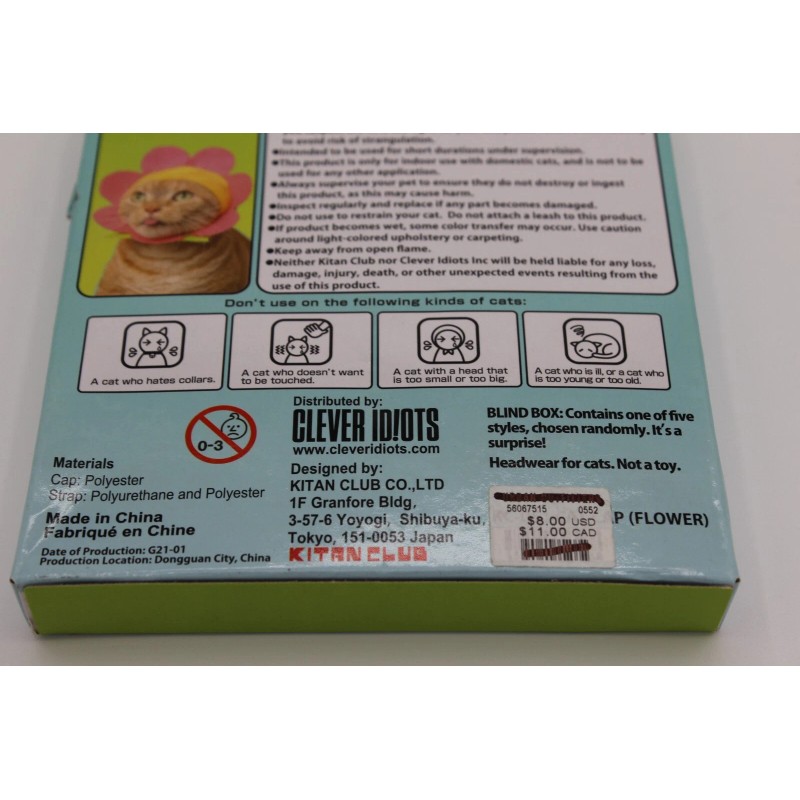 to avoid risk of strangulation.
●Intended to be used for short durations under supervision.
●This product is only for indoor use with domestic cats, and is not to be
used for any other application.
●Always supervise your pet to ensure they do not destroy or ingest
this product, as this may cause harm.
●Inspect regularly and replace if any part becomes damaged.
●Do not use to restrain your cat. Do not attach a leash to this product.
●If product becomes wet, some color transfer may occur. Use caution
around light-colored upholstery or carpeting.
●Keep away from open flame.
●Neither Kitan Club nor Clever Idiots Inc will be held liable for any loss,
damage, injury, death, or other unexpected events resulting from the
use of this product.
Don't use on the following kinds of cats:
A cat who hates collars.
A cat who doesn't want
to be touched.
A cat with a head that
is too small or too big.
A cat who is ill, or a cat who
is too young or too old.
0-3
Materials
Cap: Polyester
Strap: Polyurethane and Polyester
Made in China
Fabriqué en Chine
Date of Production: G21-01
Production Location: Dongguan City, China
Distributed by:
CLEVER ID!OTS
www.cleveridiots.com
Designed by:
KITAN CLUB CO.,LTD
1F Granfore Bldg,
3-57-6 Yoyogi, Shibuya-ku,
Tokyo, 151-0053 Japan
KITAN CLUB
BLIND BOX: Contains one of five
styles, chosen randomly. It's a
surprise!
Headwear for cats. Not a toy.
56067515 0552
$8.00 USD
$11.00 CAD
AP (FLOWER)